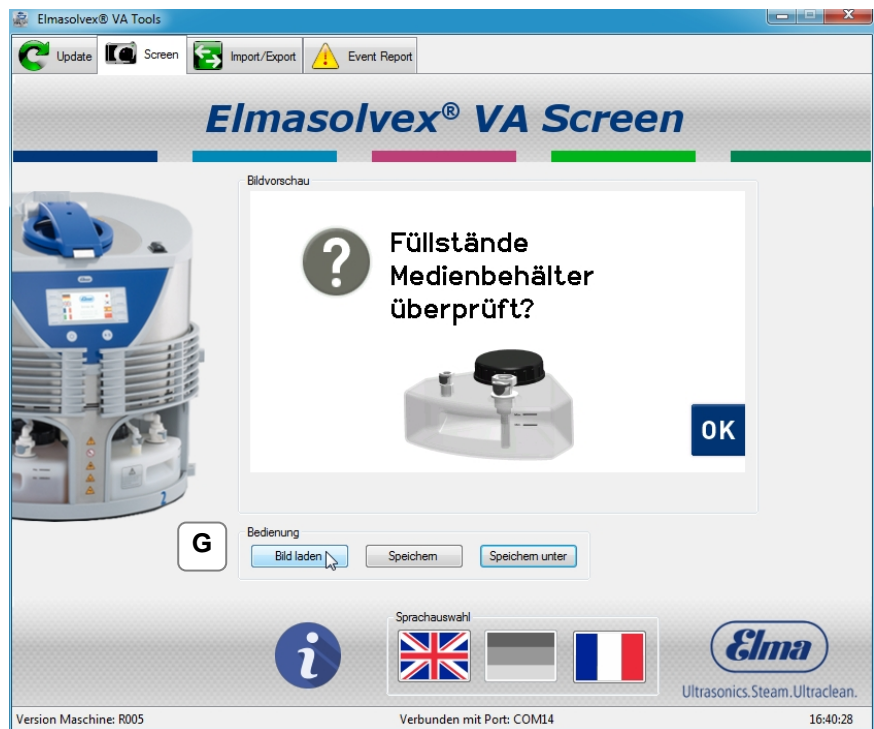 Elmasolvex® VA Tools
Update
Screen
Import/Export
Event Report
Elmasolvex® VA Screen
Bildvorschau
Füllstände
Medienbehälter
überprüft?
OK
2
G
Bedienung
Bild laden
Speichern
Speichern unter
Sprachauswahl
i
Elma
Ultrasonics.Steam.Ultraclean.
Version Maschine: R005
Verbunden mit Port: COM14
16:40:28